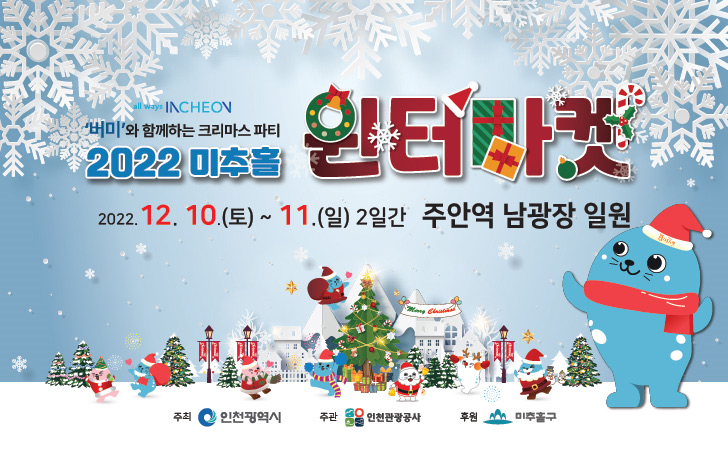 all ways INCHEON
'버미'와 함께하는 크리마스 파티
2022 미추홀
윈터마켓
2022. 12. 10.(토) ~ 11.(일) 2일간 주안역 남광장 일원
Merry Christmas
주최 인천광역시 주관 인천관광공사 후원 미추홀구